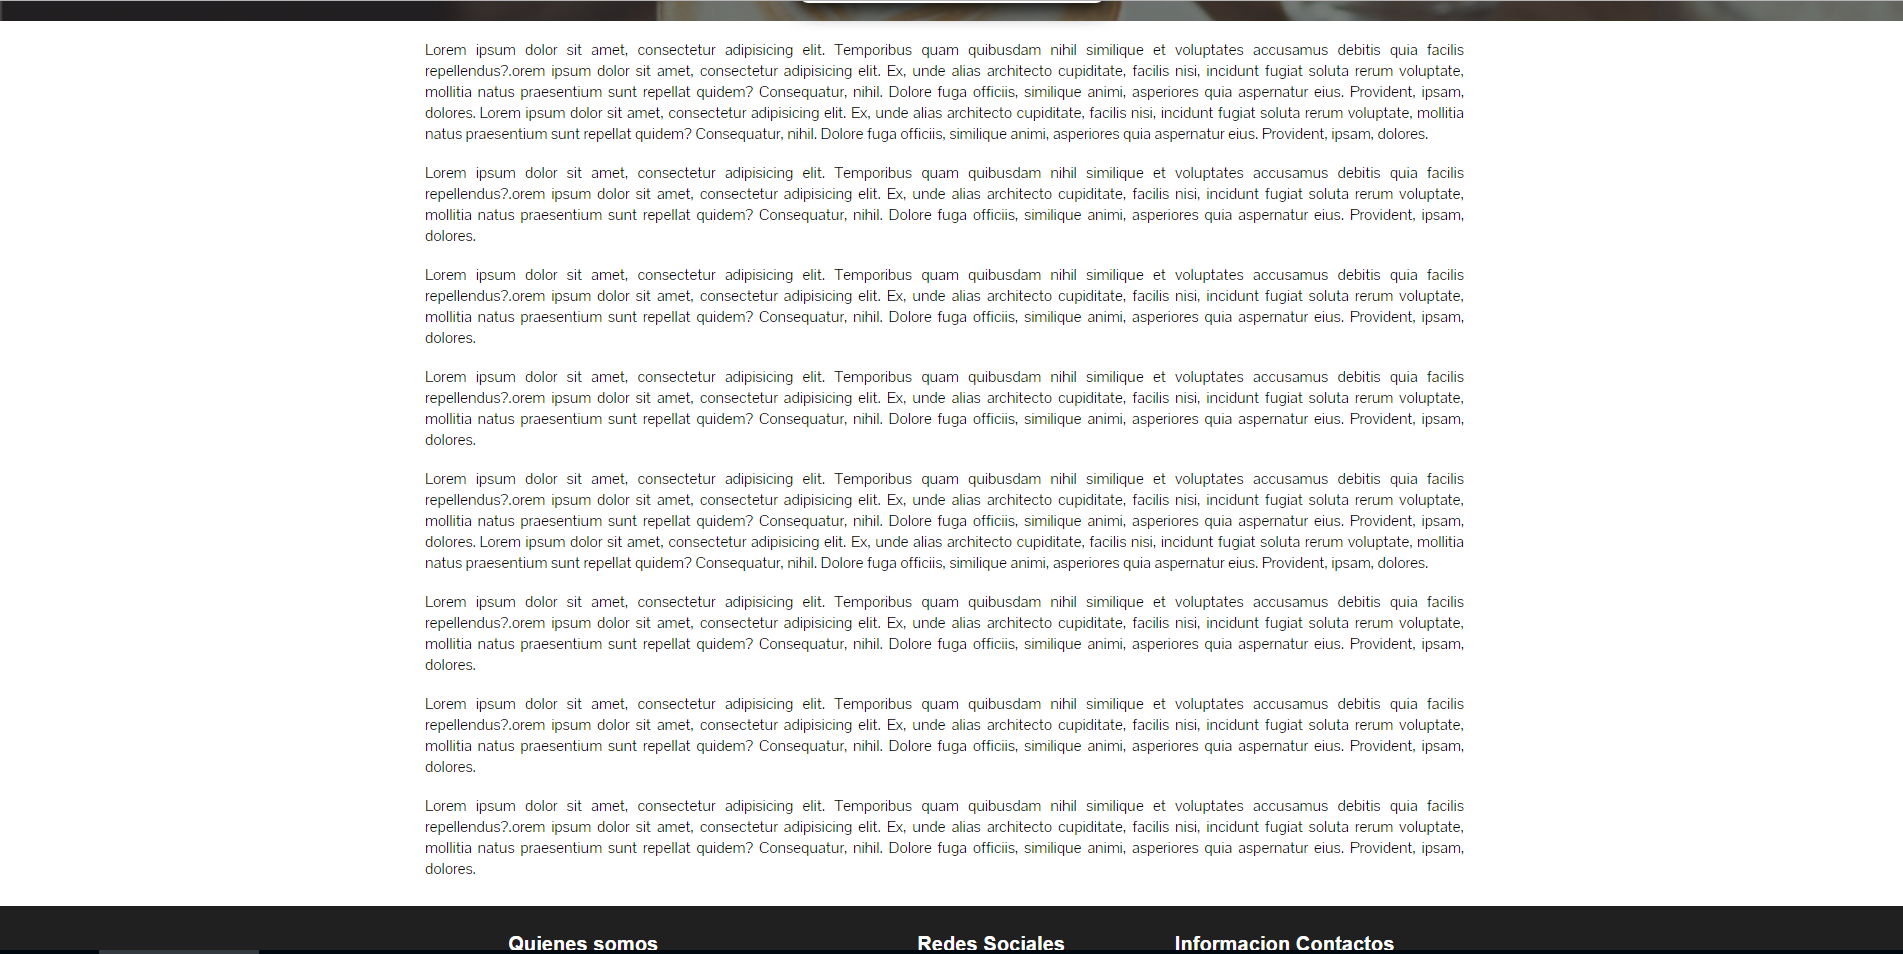 Lorem ipsum dolor sit amet, consectetur adipisicing elit. Temporibus quam quibusdam nihil similique et voluptates accusamus debitis quia facilis
repellendus?.orem ipsum dolor sit amet, consectetur adipisicing elit. Ex, unde alias architecto cupiditate, facilis nisi, incidunt fugiat soluta rerum voluptate,
mollitia natus praesentium sunt repellat quidem? Consequatur, nihil. Dolore fuga officiis, similique animi, asperiores quia aspernatur eius. Provident, ipsam,
dolores. Lorem ipsum dolor sit amet, consectetur adipisicing elit. Ex, unde alias architecto cupiditate, facilis nisi, incidunt fugiat soluta rerum voluptate, mollitia
natus praesentium sunt repellat quidem? Consequatur, nihil. Dolore fuga officiis, similique animi, asperiores quia aspernatur eius. Provident, ipsam, dolores.
Lorem ipsum dolor sit amet, consectetur adipisicing elit. Temporibus quam quibusdam nihil similique et voluptates accusamus debitis quia facilis
repellendus?.orem ipsum dolor sit amet, consectetur adipisicing elit. Ex, unde alias architecto cupiditate, facilis nisi, incidunt fugiat soluta rerum voluptate,
mollitia natus praesentium sunt repellat quidem? Consequatur, nihil. Dolore fuga officiis, similique animi, asperiores quia aspernatur eius. Provident, ipsam,
dolores.
Lorem ipsum dolor sit amet, consectetur adipisicing elit. Temporibus quam quibusdam nihil similique et voluptates accusamus debitis quia facilis
repellendus?.orem ipsum dolor sit amet, consectetur adipisicing elit. Ex, unde alias architecto cupiditate, facilis nisi, incidunt fugiat soluta rerum voluptate,
mollitia natus praesentium sunt repellat quidem? Consequatur, nihil. Dolore fuga officiis, similique animi, asperiores quia aspernatur eius. Provident, ipsam,
dolores.
Lorem ipsum dolor sit amet, consectetur adipisicing elit. Temporibus quam quibusdam nihil similique et voluptates accusamus debitis quia facilis
repellendus?.orem ipsum dolor sit amet, consectetur adipisicing elit. Ex, unde alias architecto cupiditate, facilis nisi, incidunt fugiat soluta rerum voluptate,
mollitia natus praesentium sunt repellat quidem? Consequatur, nihil. Dolore fuga officiis, similique animi, asperiores quia aspernatur eius. Provident, ipsam,
dolores.
Lorem ipsum dolor sit amet, consectetur adipisicing elit. Temporibus quam quibusdam nihil similique et voluptates accusamus debitis quia facilis
repellendus?.orem ipsum dolor sit amet, consectetur adipisicing elit. Ex, unde alias architecto cupiditate, facilis nisi, incidunt fugiat soluta rerum voluptate,
mollitia natus praesentium sunt repellat quidem? Consequatur, nihil. Dolore fuga officiis, similique animi, asperiores quia aspernatur eius. Provident, ipsam,
dolores. Lorem ipsum dolor sit amet, consectetur adipisicing elit. Ex, unde alias architecto cupiditate, facilis nisi, incidunt fugiat soluta rerum voluptate, mollitia
natus praesentium sunt repellat quidem? Consequatur, nihil. Dolore fuga officiis, similique animi, asperiores quia aspernatur eius. Provident, ipsam, dolores.
Lorem ipsum dolor sit amet, consectetur adipisicing elit. Temporibus quam quibusdam nihil similique et voluptates accusamus debitis quia facilis
repellendus?.orem ipsum dolor sit amet, consectetur adipisicing elit. Ex, unde alias architecto cupiditate, facilis nisi, incidunt fugiat soluta rerum voluptate,
mollitia natus praesentium sunt repellat quidem? Consequatur, nihil. Dolore fuga officiis, similique animi, asperiores quia aspernatur eius. Provident, ipsam,
dolores.
Lorem ipsum dolor sit amet, consectetur adipisicing elit. Temporibus quam quibusdam nihil similique et voluptates accusamus debitis quia facilis
repellendus?.orem ipsum dolor sit amet, consectetur adipisicing elit. Ex, unde alias architecto cupiditate, facilis nisi, incidunt fugiat soluta rerum voluptate,
mollitia natus praesentium sunt repellat quidem? Consequatur, nihil. Dolore fuga officiis, similique animi, asperiores quia aspernatur eius. Provident, ipsam,
dolores.
Lorem ipsum dolor sit amet, consectetur adipisicing elit. Temporibus quam quibusdam nihil similique et voluptates accusamus debitis quia facilis
repellendus?.orem ipsum dolor sit amet, consectetur adipisicing elit. Ex, unde alias architecto cupiditate, facilis nisi, incidunt fugiat soluta rerum voluptate,
mollitia natus praesentium sunt repellat quidem? Consequatur, nihil. Dolore fuga officiis, similique animi, asperiores quia aspernatur eius. Provident, ipsam,
dolores.
Quienes somos
Redes Sociales
Informacion Contactos